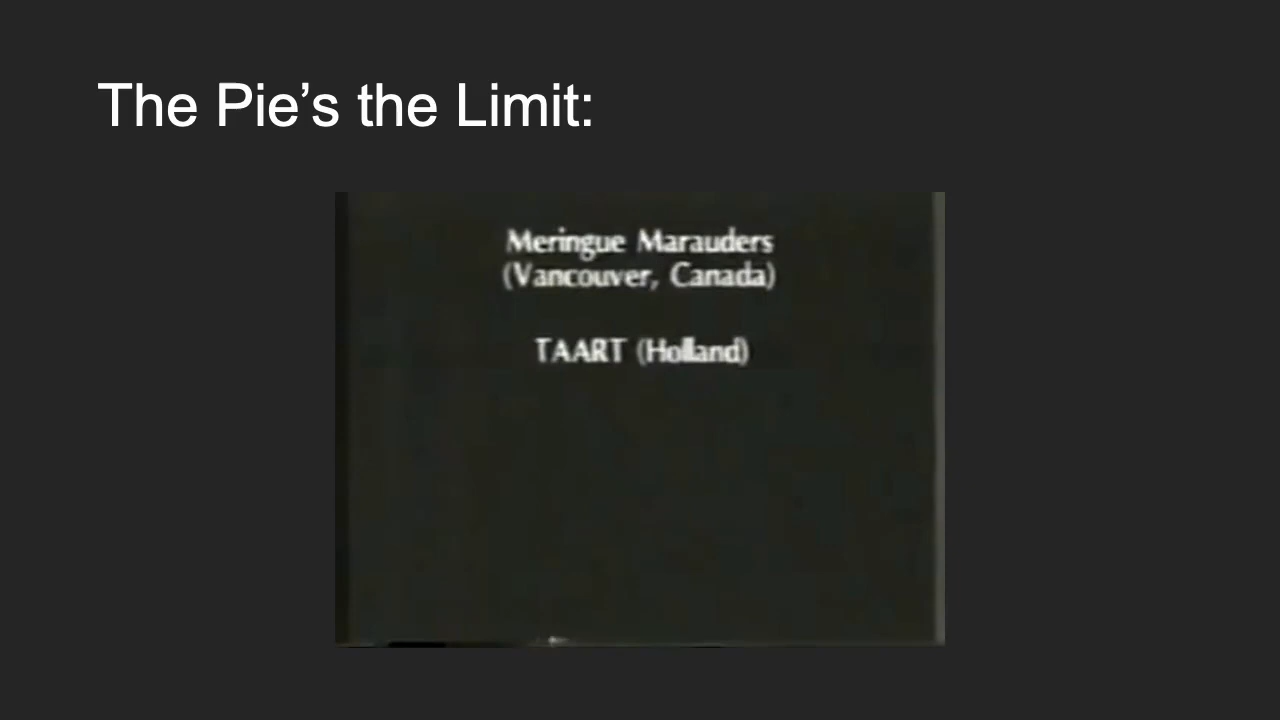 The Pie’s the Limit:
Meringue Marauders
(Vancouver, Canada)
TAART (Holland)